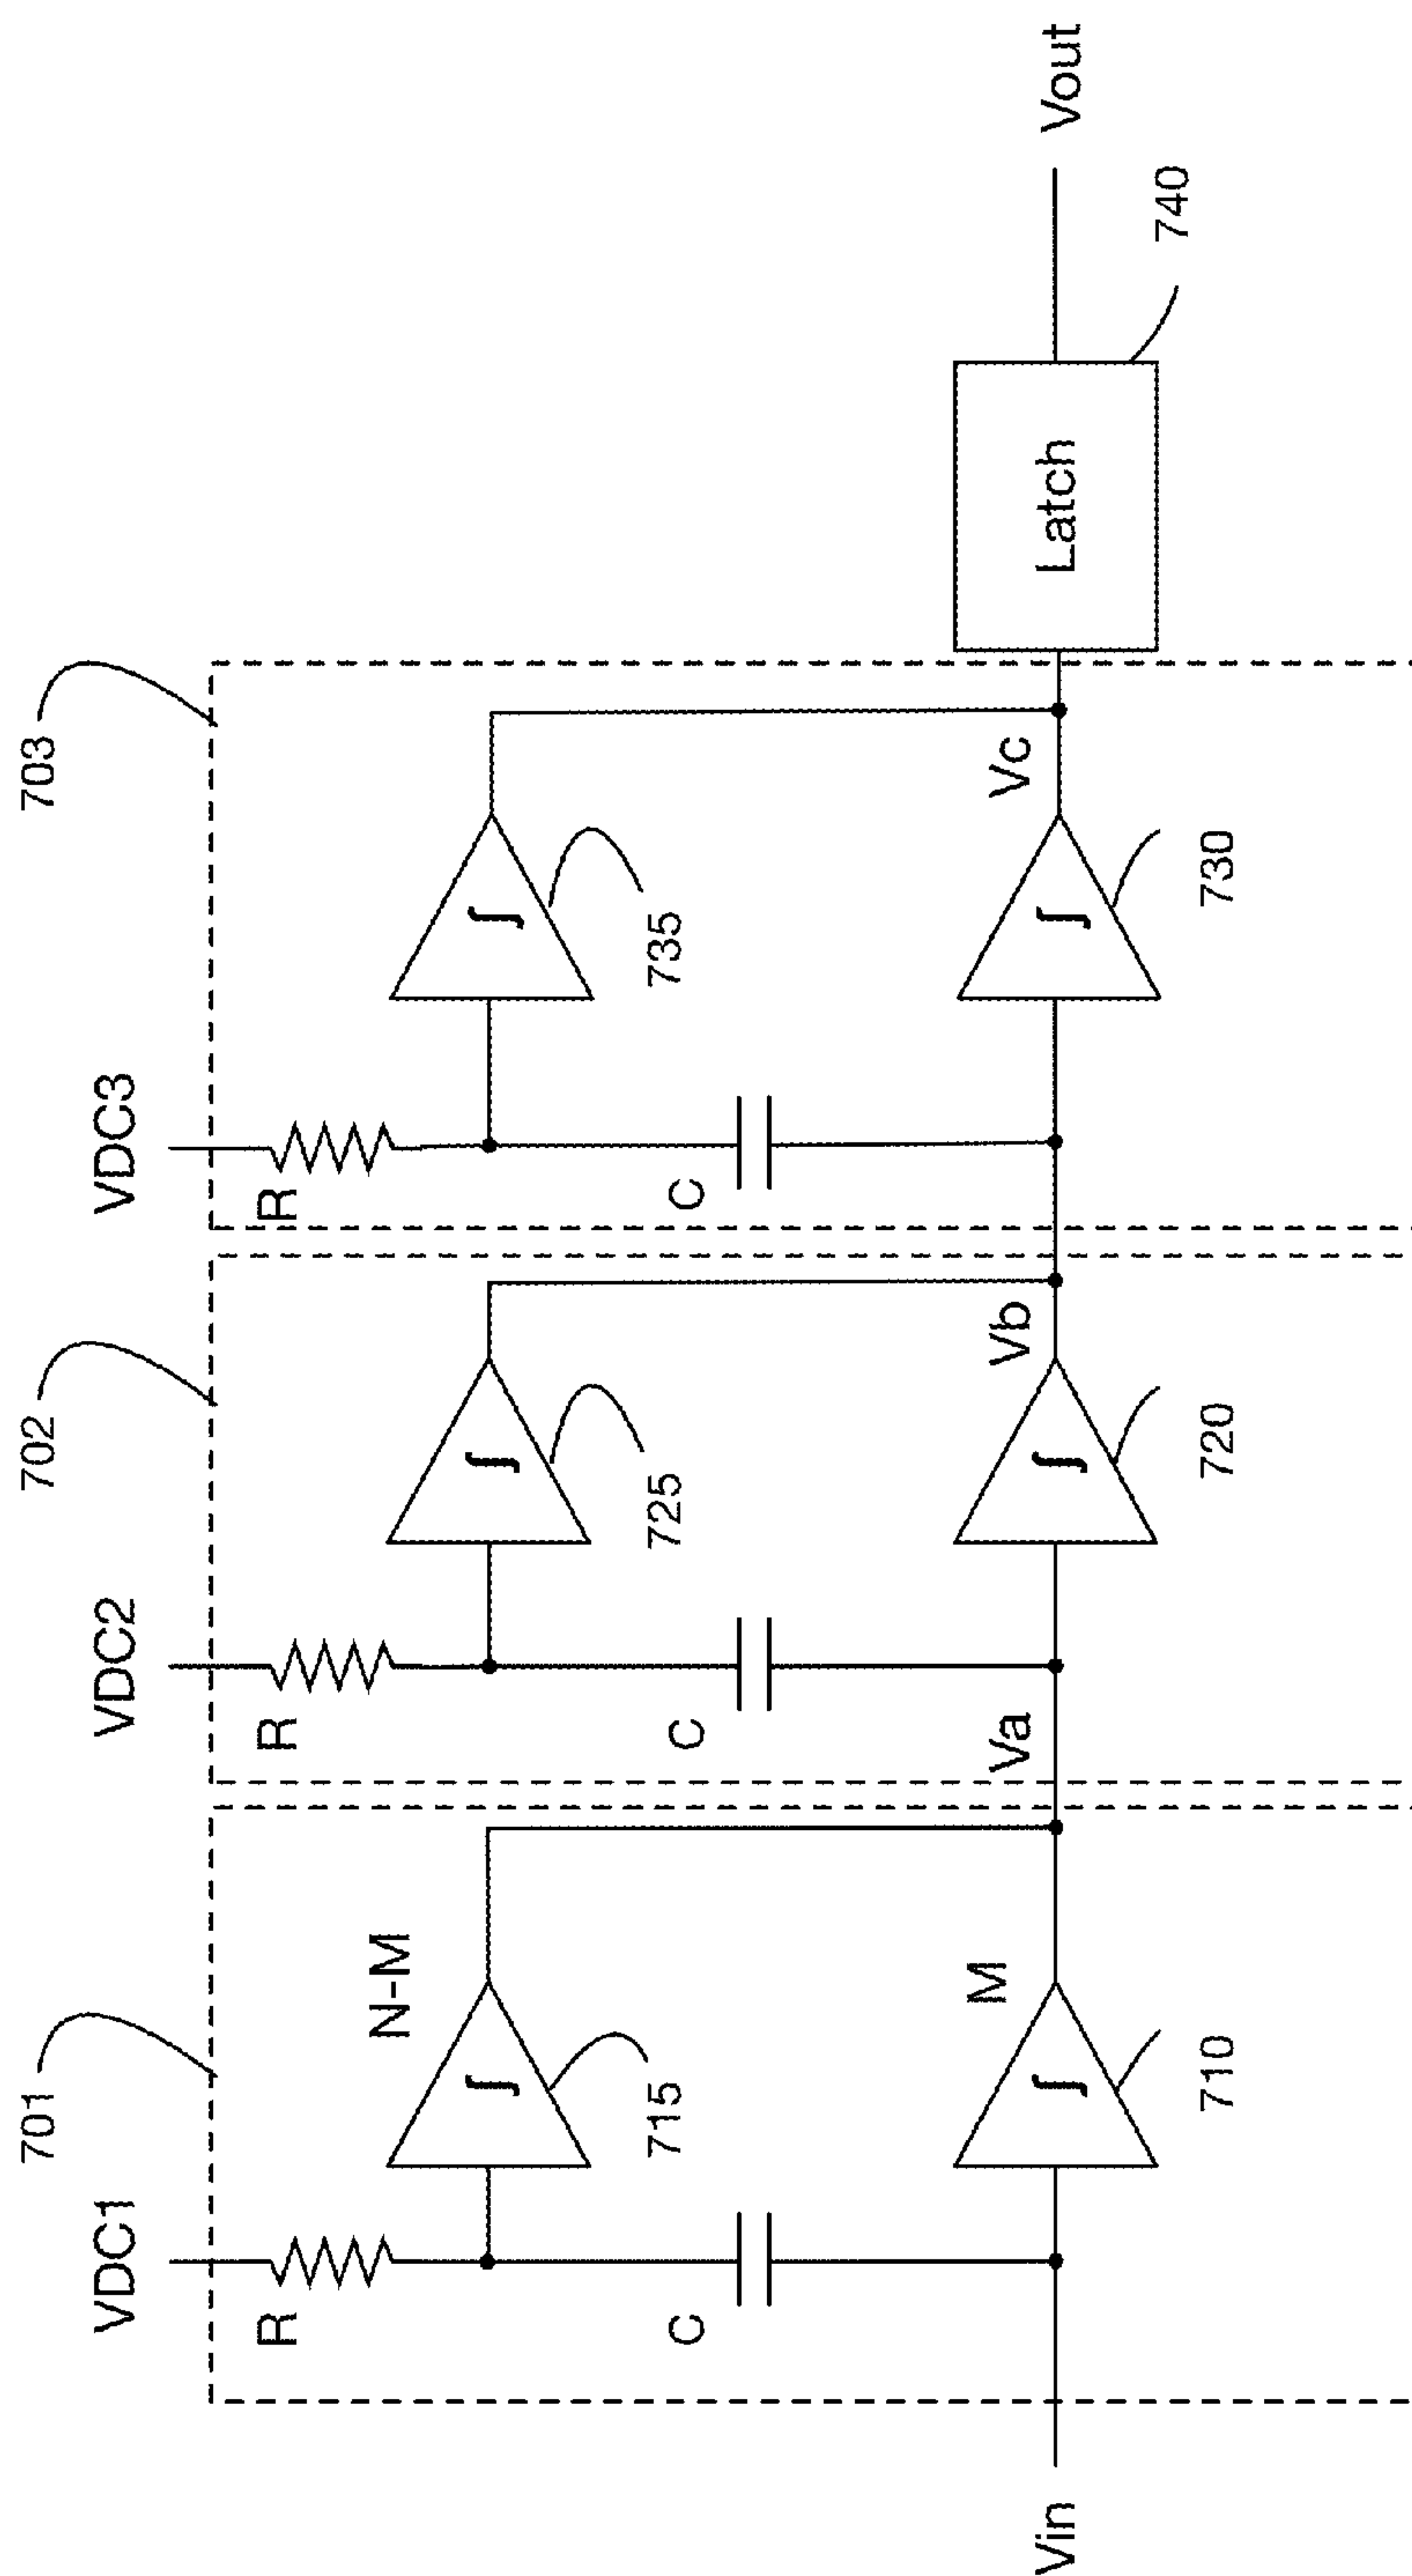 701
702
703
VDC1
VDC2
VDC3
R
R
R
N-M
∫
∫
∫
715
725
735
C
C
C
M
Va
Vb
Vc
Vin
∫
∫
∫
Latch
Vout
710
720
730
740